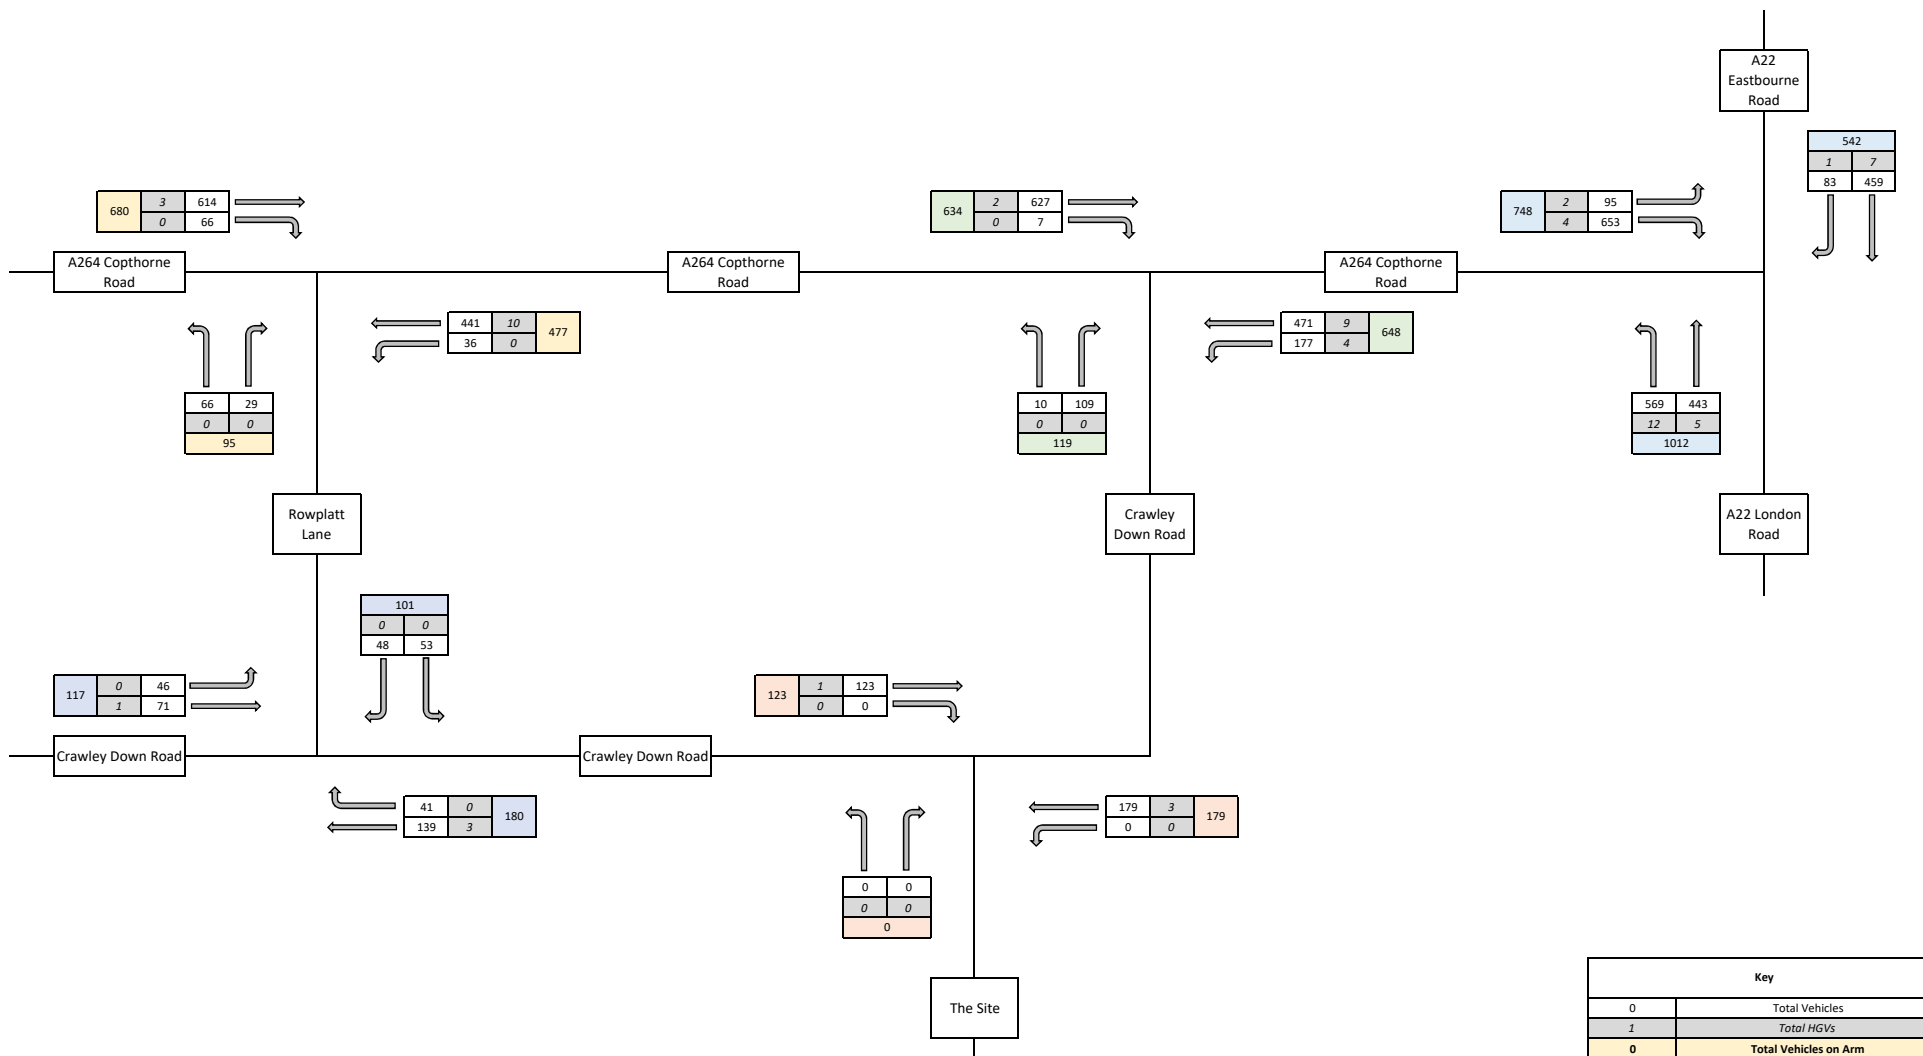 A22
Eastbourne
Road
542
1 7
83 459
680 3 614
0 66
634 2 627
0 7
748 2 95
4 653
A264 Copthorne
Road
A264 Copthorne
Road
A264 Copthorne
Road
441 10 477
36 0
471 9 648
177 4
66 29
0 0
95
10 109
0 0
119
569 443
12 5
1012
Rowplatt
Lane
Crawley
Down Road
A22 London
Road
101
0 0
48 53
117 0 46
1 71
123 1 123
0 0
Crawley Down Road
Crawley Down Road
41 0 180
139 3
179 3 179
0 0
0 0
0 0
0
The Site
Key
0 Total Vehicles
1 Total HGVs
0 Total Vehicles on Arm